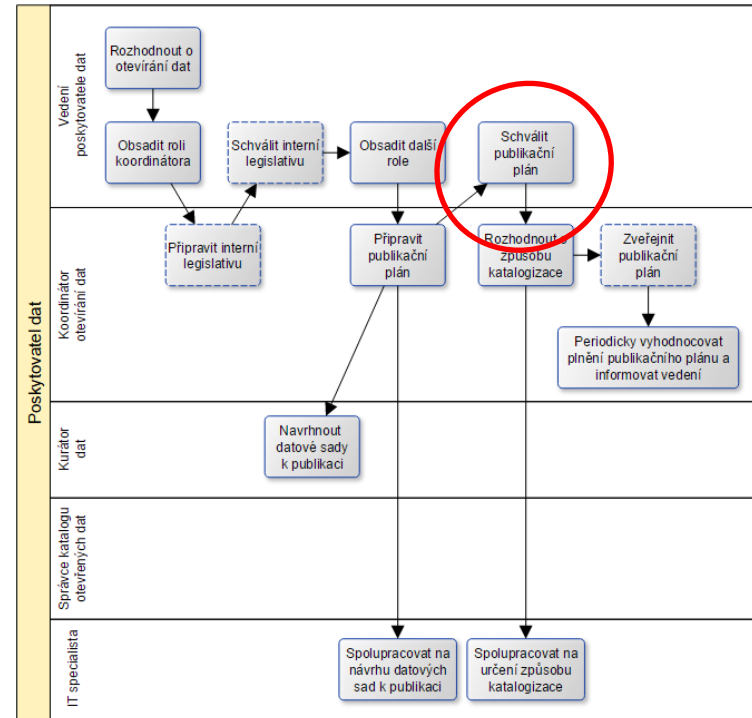 Poskytovatel dat
Vedení
poskytovatele dat
Rozhodnout o
otevírání dat
Obsadit roli
koordinátora
Schválit interní
legislativu
Obsadit další
role
Schválit
publikační
plán
Koordinátor
otevírání dat
Připravit interní
legislativu
Připravit
publikační
plán
Rozhodnout o
způsobu
katalogizace
Zveřejnit
publikační
plán
Periodicky vyhodnocovat
plnění publikačního plánu a
informovat vedení
Kurátor
dat
Navrhnout
datové sady
k publikaci
Správce katalogu
otevřených dat
IT specialista
Spolupracovat na
návrhu datových
sad k publikaci
Spolupracovat na
určení způsobu
katalogizace